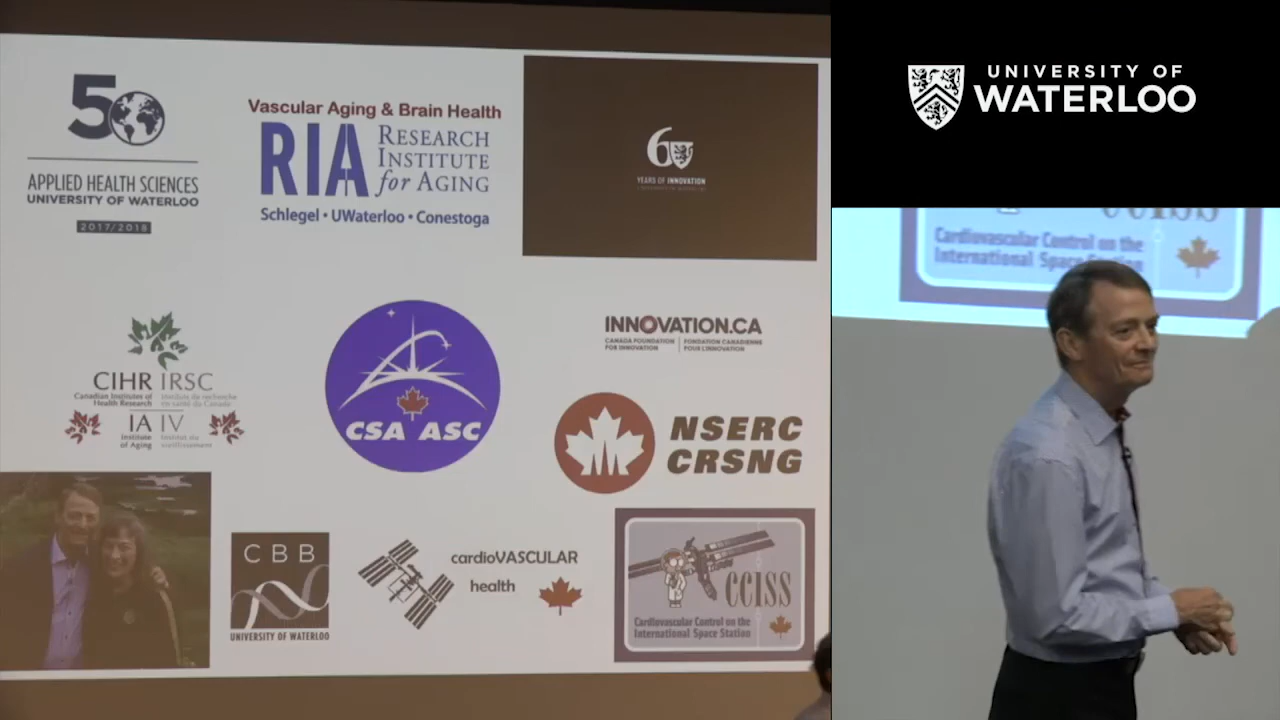 50
APPLIED HEALTH SCIENCES
UNIVERSITY OF WATERLOO
2017/2018
Vascular Aging & Brain Health
RIA
RESEARCH
INSTITUTE
for AGING
Schlegel • UWaterloo • Conestoga
60
YEARS OF INNOVATION
UNIVERSITY OF
WATERLOO
CIHR IRSC
Canadian Institutes of
Health Research
Instituts de recherche
en santé du Canada
IA IV
Institute
of Aging
Institut du
vieillissement
CSA ASC
INNOVATION.CA
CANADA FOUNDATION
FOR INNOVATION
FONDATION CANADIENNE
POUR L'INNOVATION
NSERC
CRSNG
CBB
UNIVERSITY OF WATERLOO
cardioVASCULAR
health
CCISS
Cardiovascular Control on the
International Space Station
CCISS
Cardiovascular Control on the
International Space Station